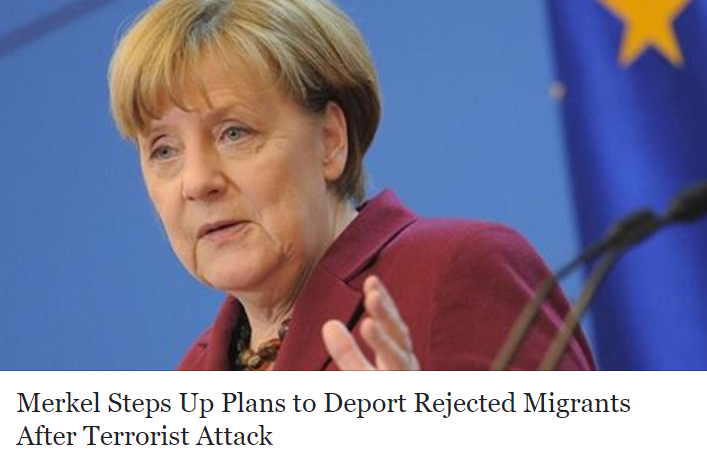 Merkel Steps Up Plans to Deport Rejected Migrants
After Terrorist Attack